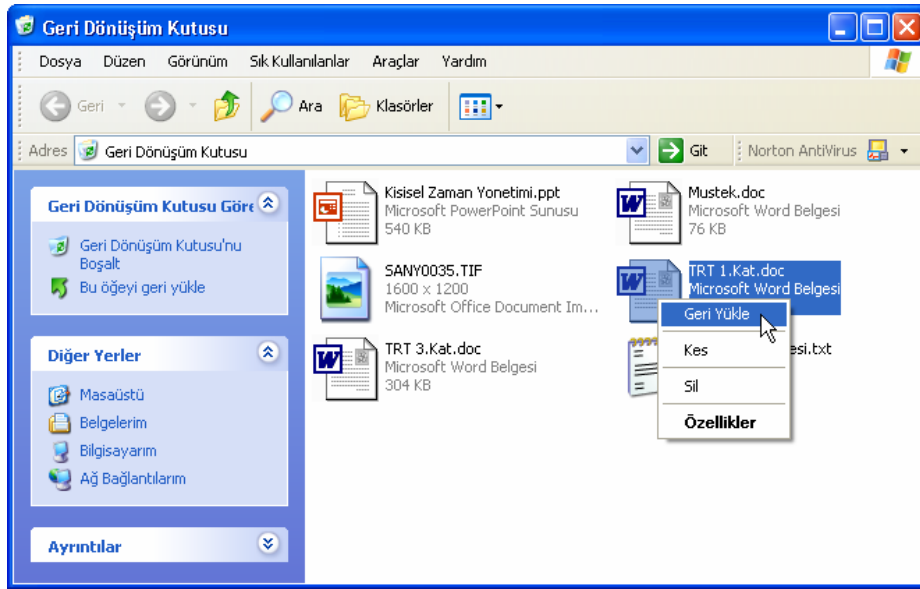 Geri Dönüşüm Kutusu
Dosya Düzen Görünüm Sık Kullanılanlar Araçlar Yardım
Geri Ara Klasörler
Adres Geri Dönüşüm Kutusu Git Norton AntiVirus
Geri Dönüşüm Kutusu Göre
Geri Dönüşüm Kutusu'nu
Boşalt
Bu öğeyi geri yükle
Diğer Yerler
Masaüstü
Belgelerim
Bilgisayarım
Ağ Bağlantılarım
Ayrıntılar
Kisisel Zaman Yonetimi.ppt
Microsoft PowerPoint Sunusu
540 KB
Mustek.doc
Microsoft Word Belgesi
76 KB
SANY0035.TIF
1600 x 1200
Microsoft Office Document Im...
TRT 1.Kat.doc
Microsoft Word Belgesi
TRT 3.Kat.doc
Microsoft Word Belgesi
304 KB
esi.txt
Geri Yükle
Kes
Sil
Özellikler